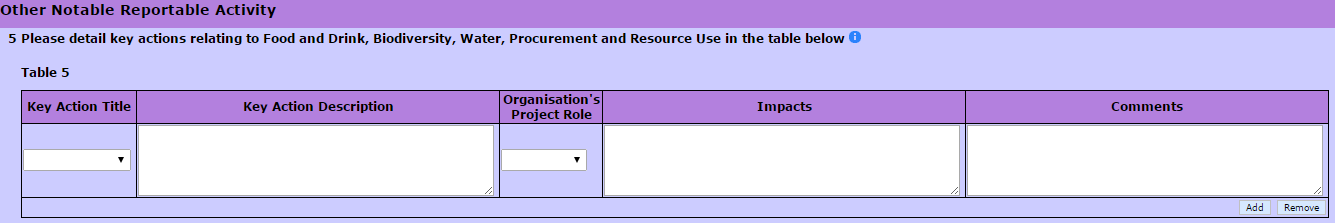 Other Notable Reportable Activity
5 Please detail key actions relating to Food and Drink, Biodiversity, Water, Procurement and Resource Use in the table below
Table 5
Key Action Title
Key Action Description
Organisation's
Project Role
Impacts
Comments
Add
Remove